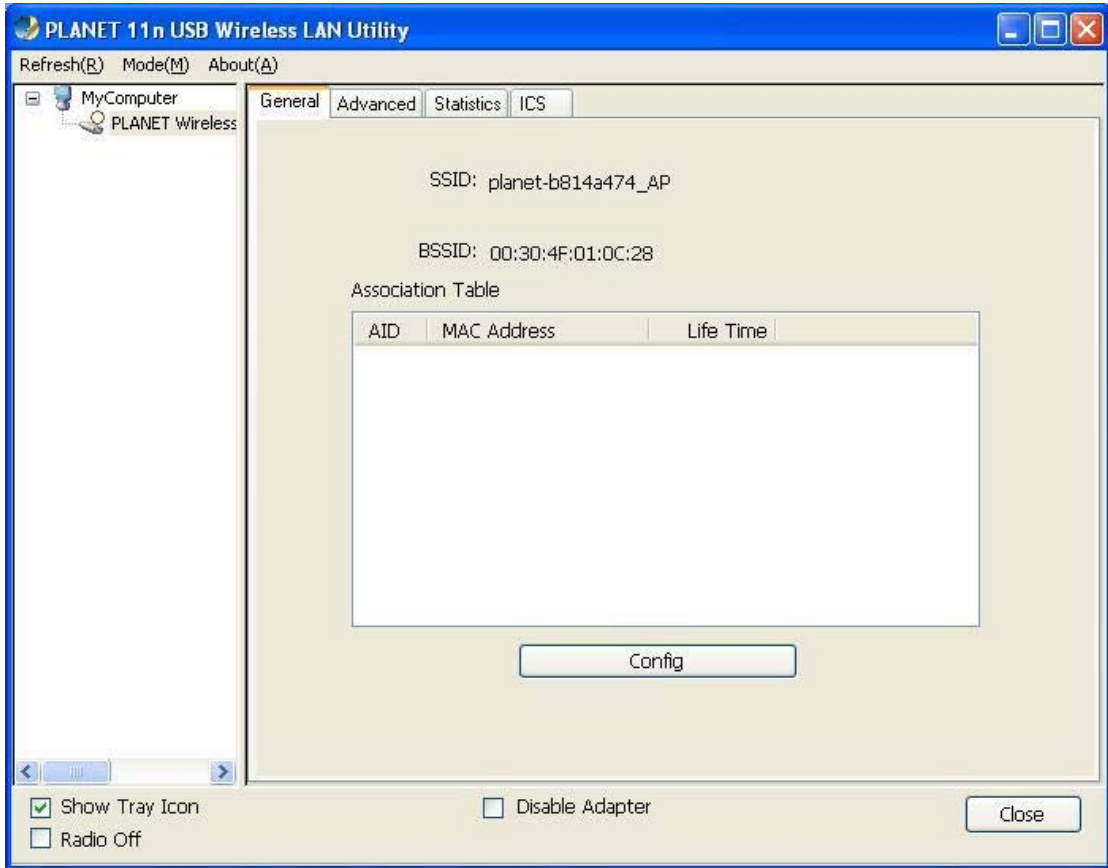 PLANET 11n USB Wireless LAN Utility
Refresh(R) Mode(M) About(A)
MyComputer
PLANET Wireless
General Advanced Statistics ICS
SSID: planet-b814a474_AP
BSSID: 00:30:4F:01:0C:28
Association Table
AID MAC Address Life Time
Config
Show Tray Icon
Radio Off
Disable Adapter
Close